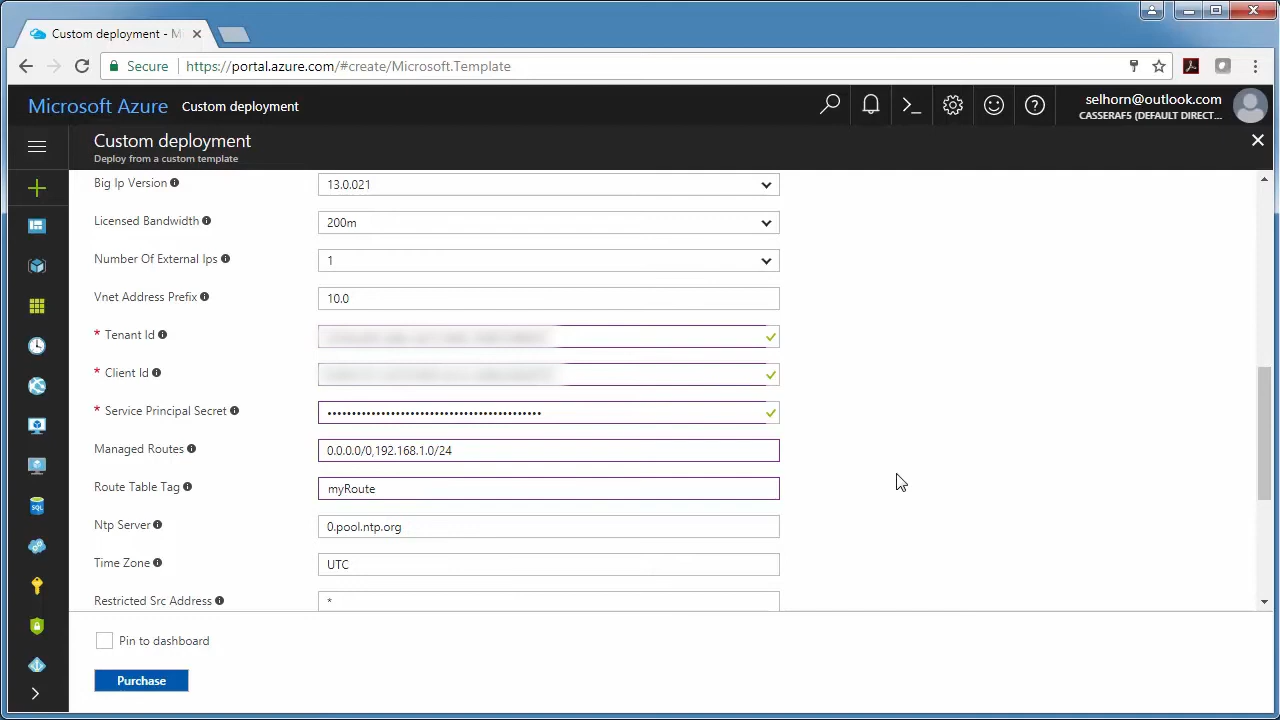 Custom deployment - M
Secure
https://portal.azure.com/#create/Microsoft.Template
Microsoft Azure Custom deployment
selhorn@outlook.com
CASSERAF5 (DEFAULT DIRECT...
Custom deployment
Deploy from a custom template
Big Ip Version 13.0.021
Licensed Bandwidth 200m
Number Of External Ips 1
Vnet Address Prefix 10.0
* Tenant Id
* Client Id
* Service Principal Secret ••••••••••••••••••••••••••••••••••••••••••••
Managed Routes 0.0.0.0/0,192.168.1.0/24
Route Table Tag myRoute
Ntp Server 0.pool.ntp.org
Time Zone UTC
Restricted Src Address *
Pin to dashboard
Purchase